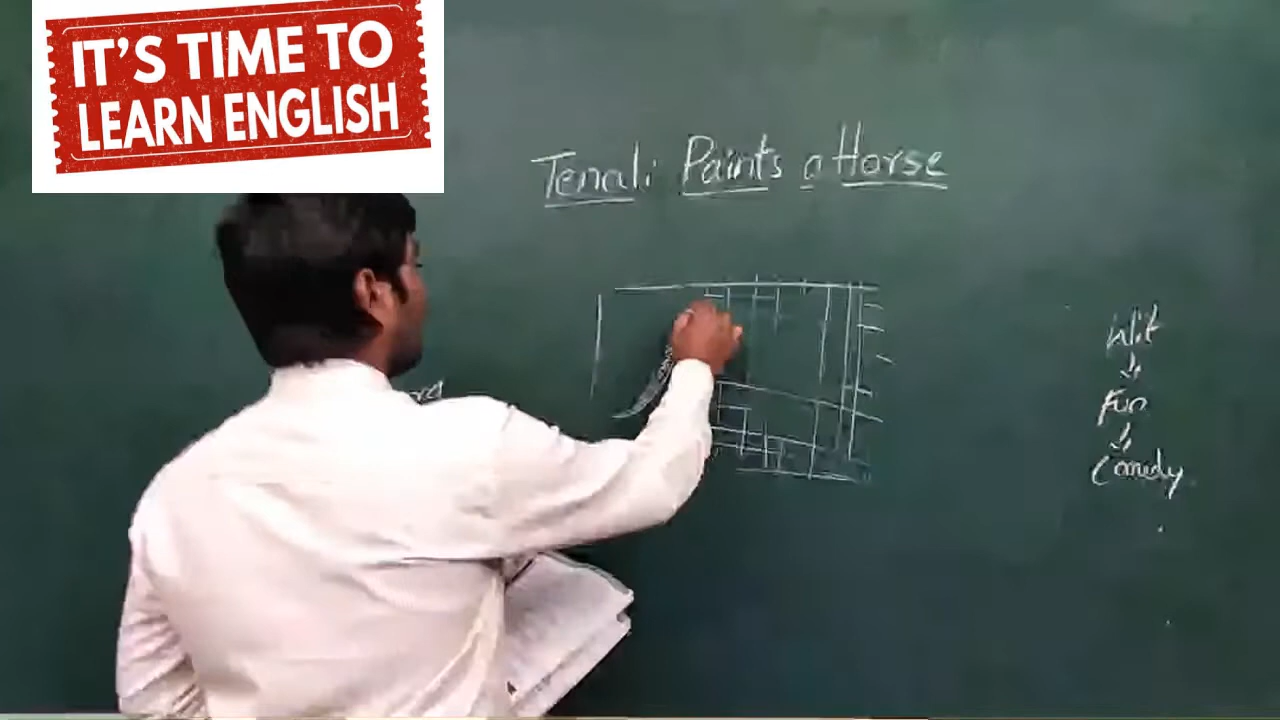 IT'S TIME TO
LEARN ENGLISH
Tenali Paints a Horse
Wit
Fun
Comedy